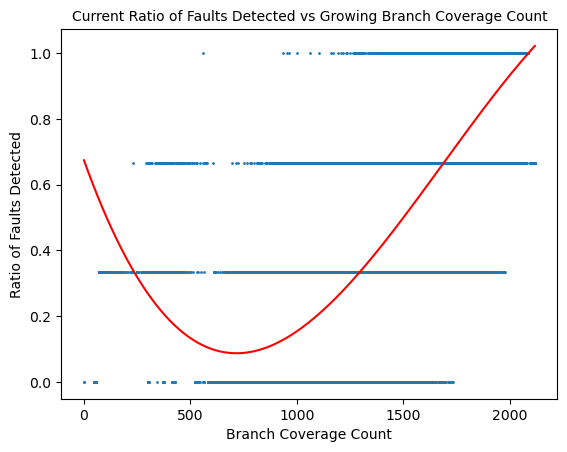 Current Ratio of Faults Detected vs Growing Branch Coverage Count
1.0
0.8
0.6
0.4
0.2
0.0
Ratio of Faults Detected
0 500 1000 1500 2000
Branch Coverage Count